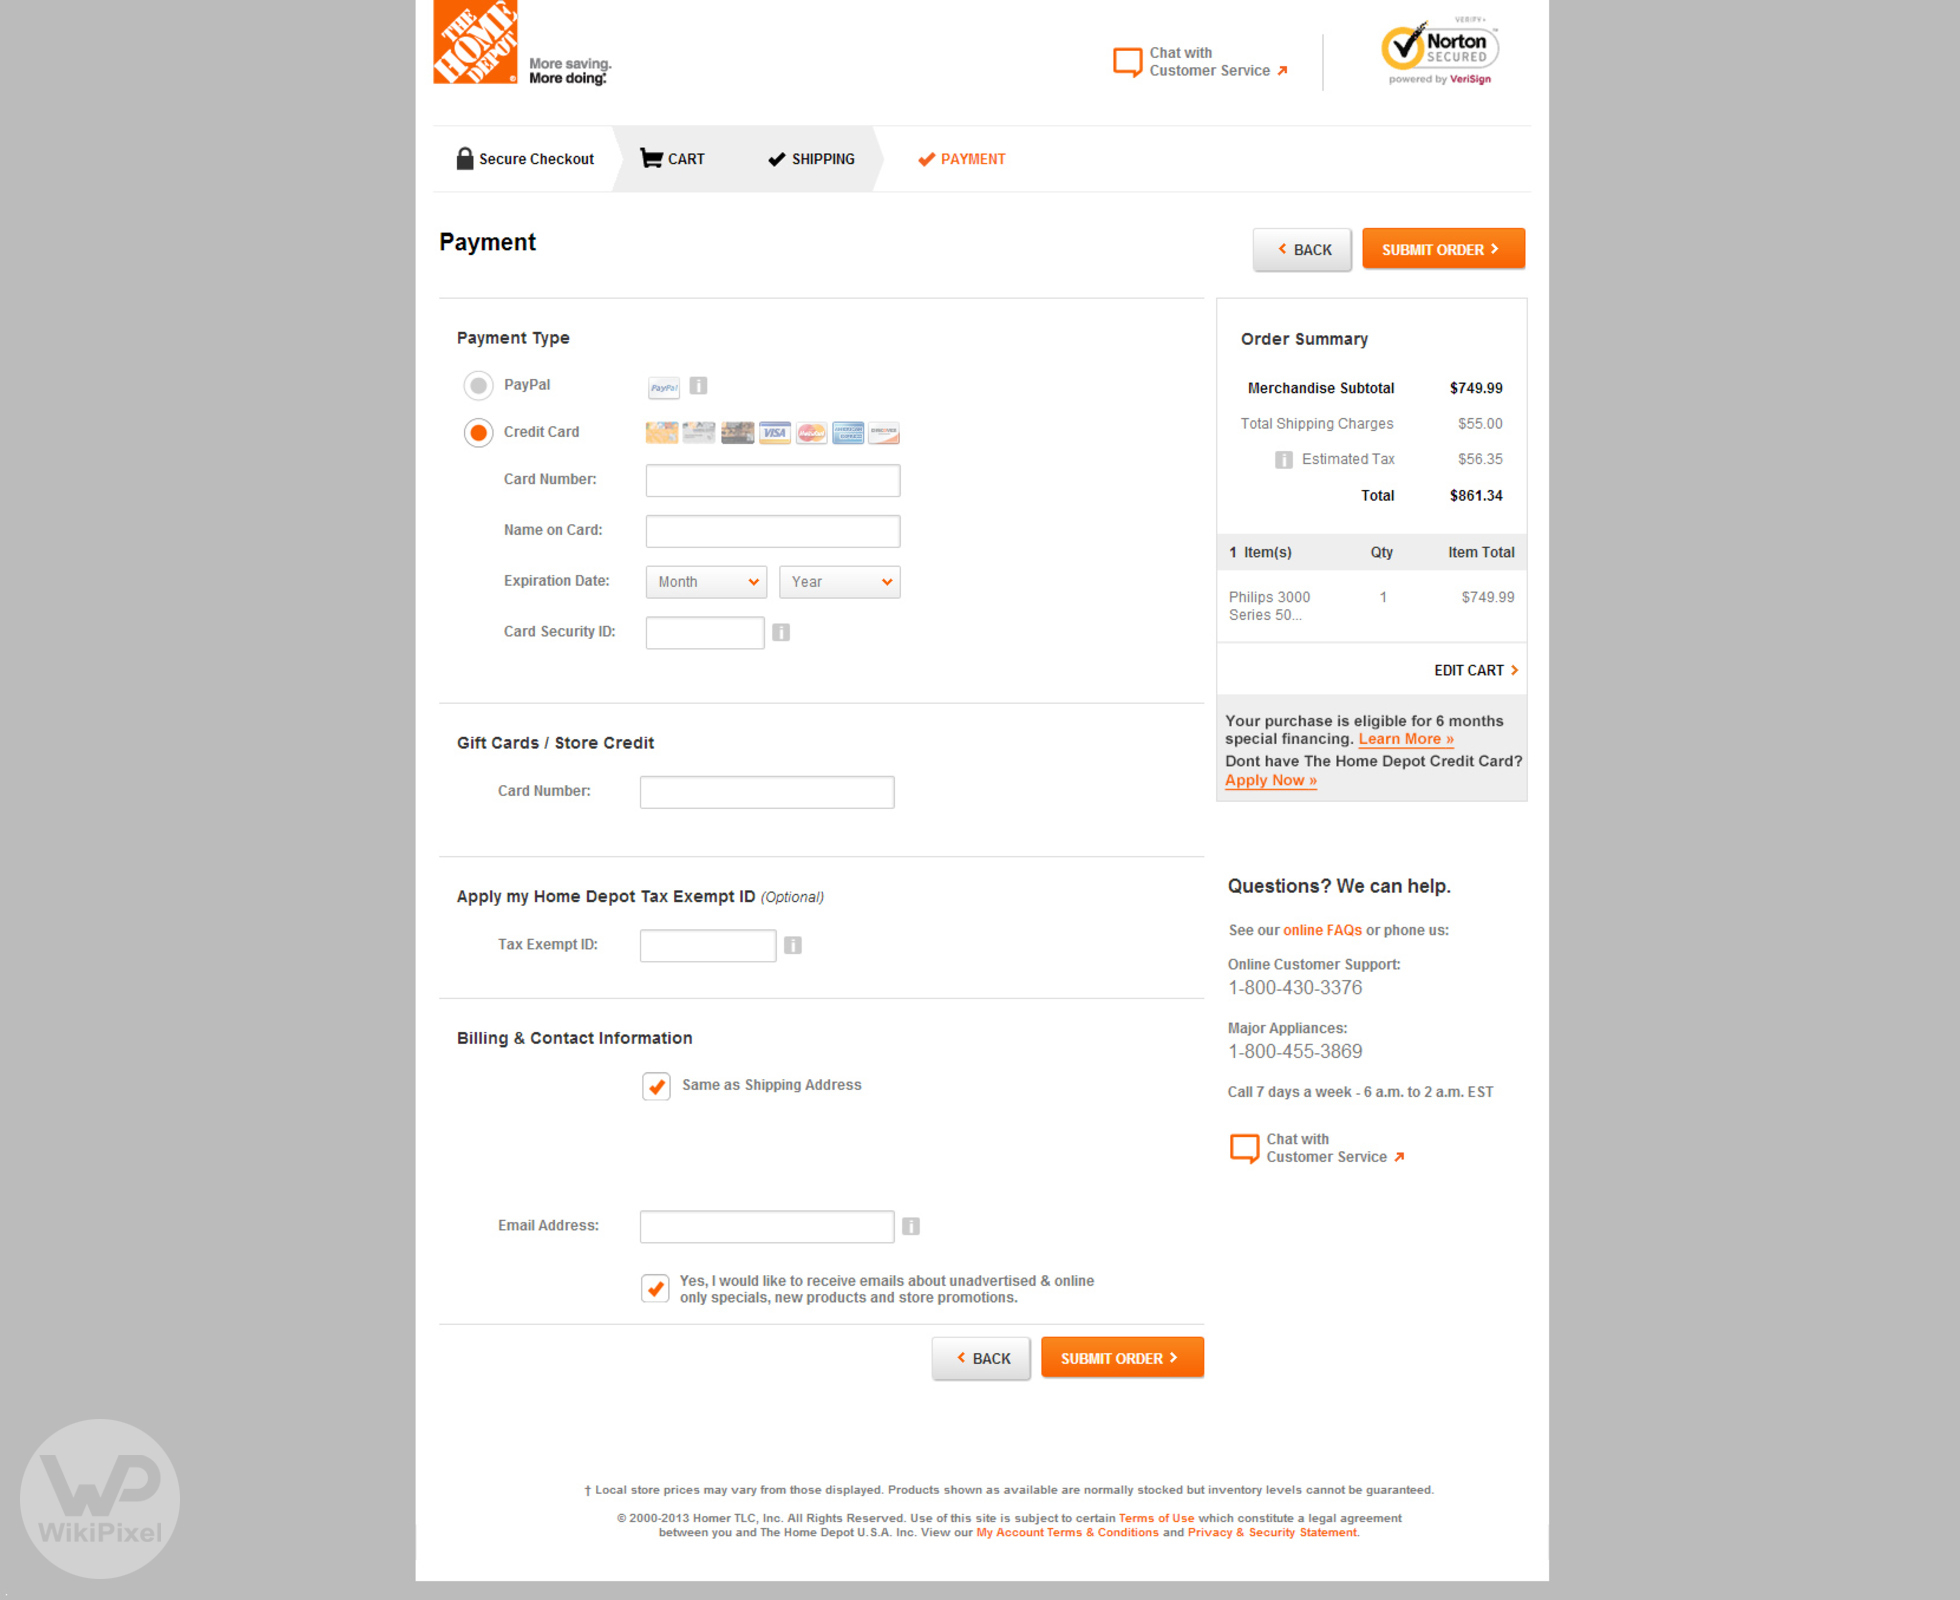 THE
HOME
DEPOT
More saving.
More doing.
Chat with
Customer Service
VERIFY
Norton
SECURED
powered by VeriSign
Secure Checkout
CART
SHIPPING
PAYMENT
Payment
BACK
SUBMIT ORDER
Payment Type
PayPal
PayPal
i
Credit Card
VISA
Card Number:
Name on Card:
Expiration Date:
Month
Year
Card Security ID:
i
Gift Cards / Store Credit
Card Number:
Apply my Home Depot Tax Exempt ID (Optional)
Tax Exempt ID:
i
Billing & Contact Information
Same as Shipping Address
Email Address:
i
Yes, I would like to receive emails about unadvertised & online
only specials, new products and store promotions.
BACK
SUBMIT ORDER
Order Summary
Merchandise Subtotal $749.99
Total Shipping Charges $55.00
i Estimated Tax $56.35
Total $861.34
1 Item(s) Qty Item Total
Philips 3000 1 $749.99
Series 50...
EDIT CART
Your purchase is eligible for 6 months
special financing. Learn More »
Dont have The Home Depot Credit Card?
Apply Now »
Questions? We can help.
See our online FAQs or phone us:
Online Customer Support:
1-800-430-3376
Major Appliances:
1-800-455-3869
Call 7 days a week - 6 a.m. to 2 a.m. EST
Chat with
Customer Service
† Local store prices may vary from those displayed. Products shown as available are normally stocked but inventory levels cannot be guaranteed.
© 2000-2013 Homer TLC, Inc. All Rights Reserved. Use of this site is subject to certain Terms of Use which constitute a legal agreement
between you and The Home Depot U.S.A. Inc. View our My Account Terms & Conditions and Privacy & Security Statement.
WP
WikiPixel